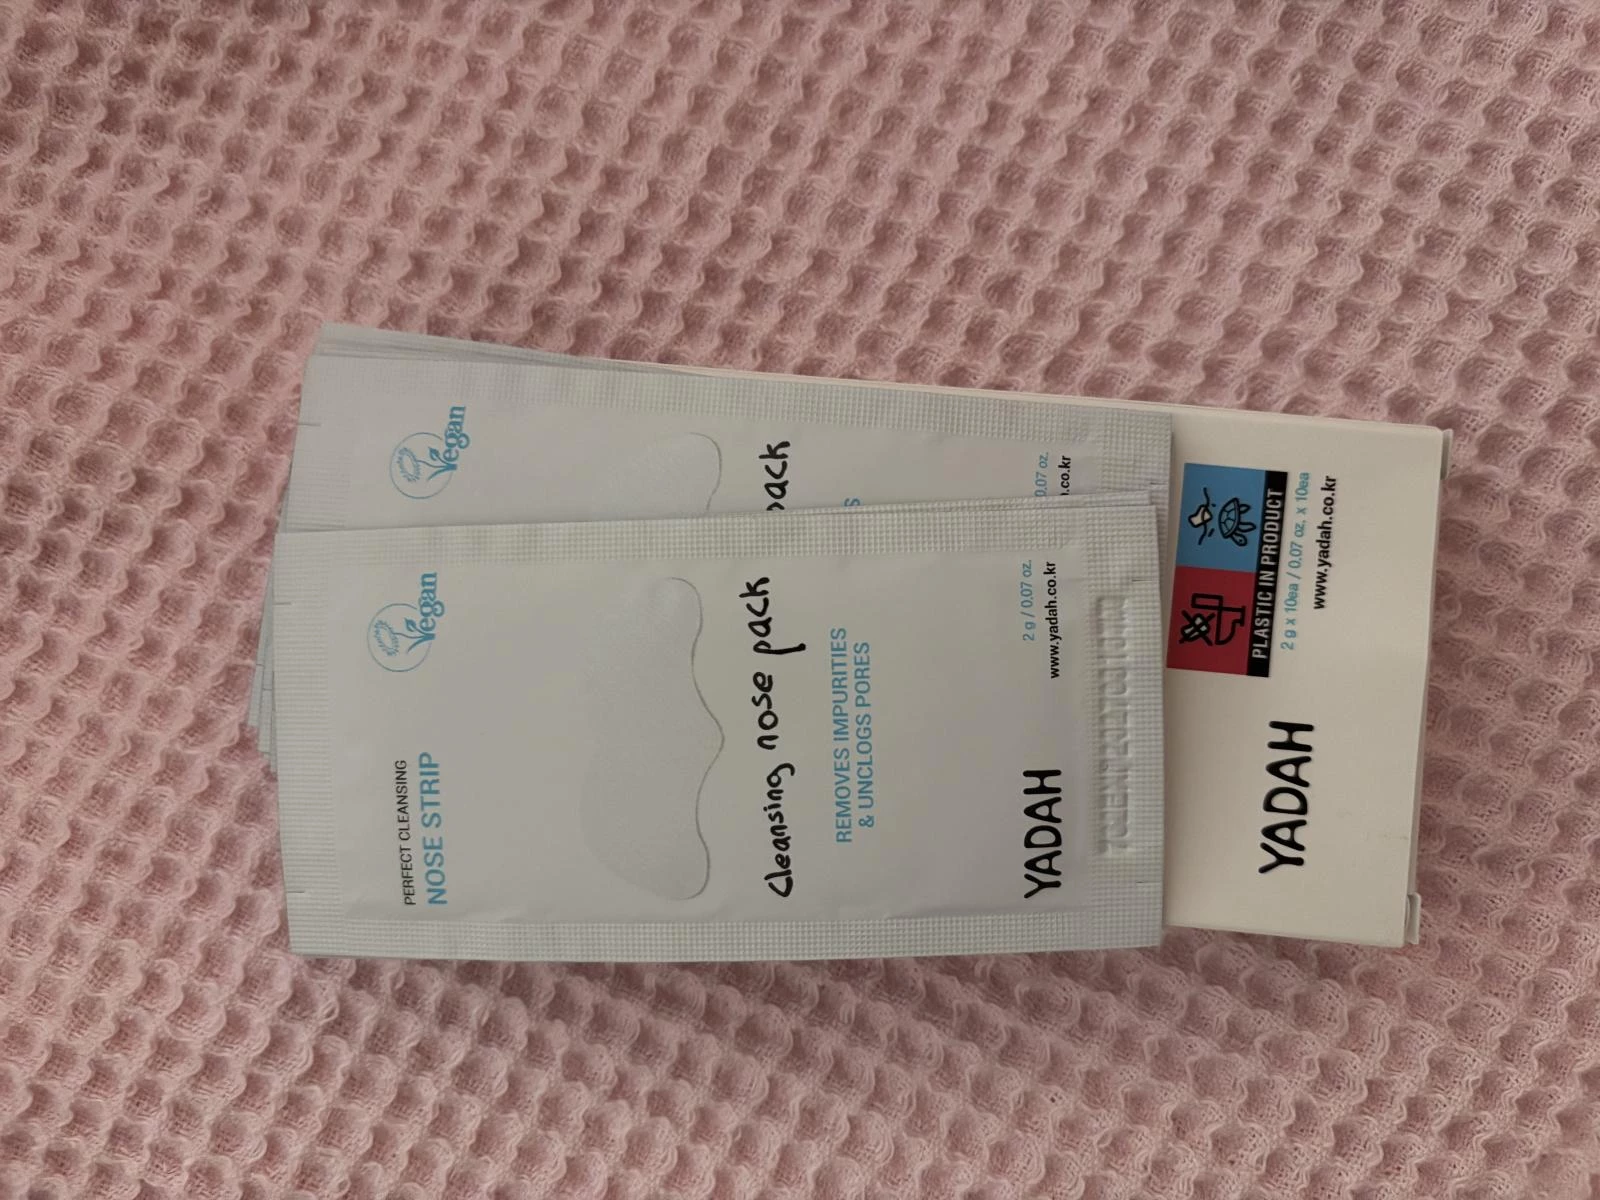 PERFECT CLEANSING
NOSE STRIP
Vegan
Cleansing nose pack
REMOVES IMPURITIES
& UNCLOGS PORES
YADAH
2 g / 0.07 oz.
www.yadah.co.kr
Vegan
pack
S
0.07 oz.
.co.kr
PLASTIC IN PRODUCT
YADAH
2 g x 10ea / 0.07 oz. x 10ea
www.yadah.co.kr